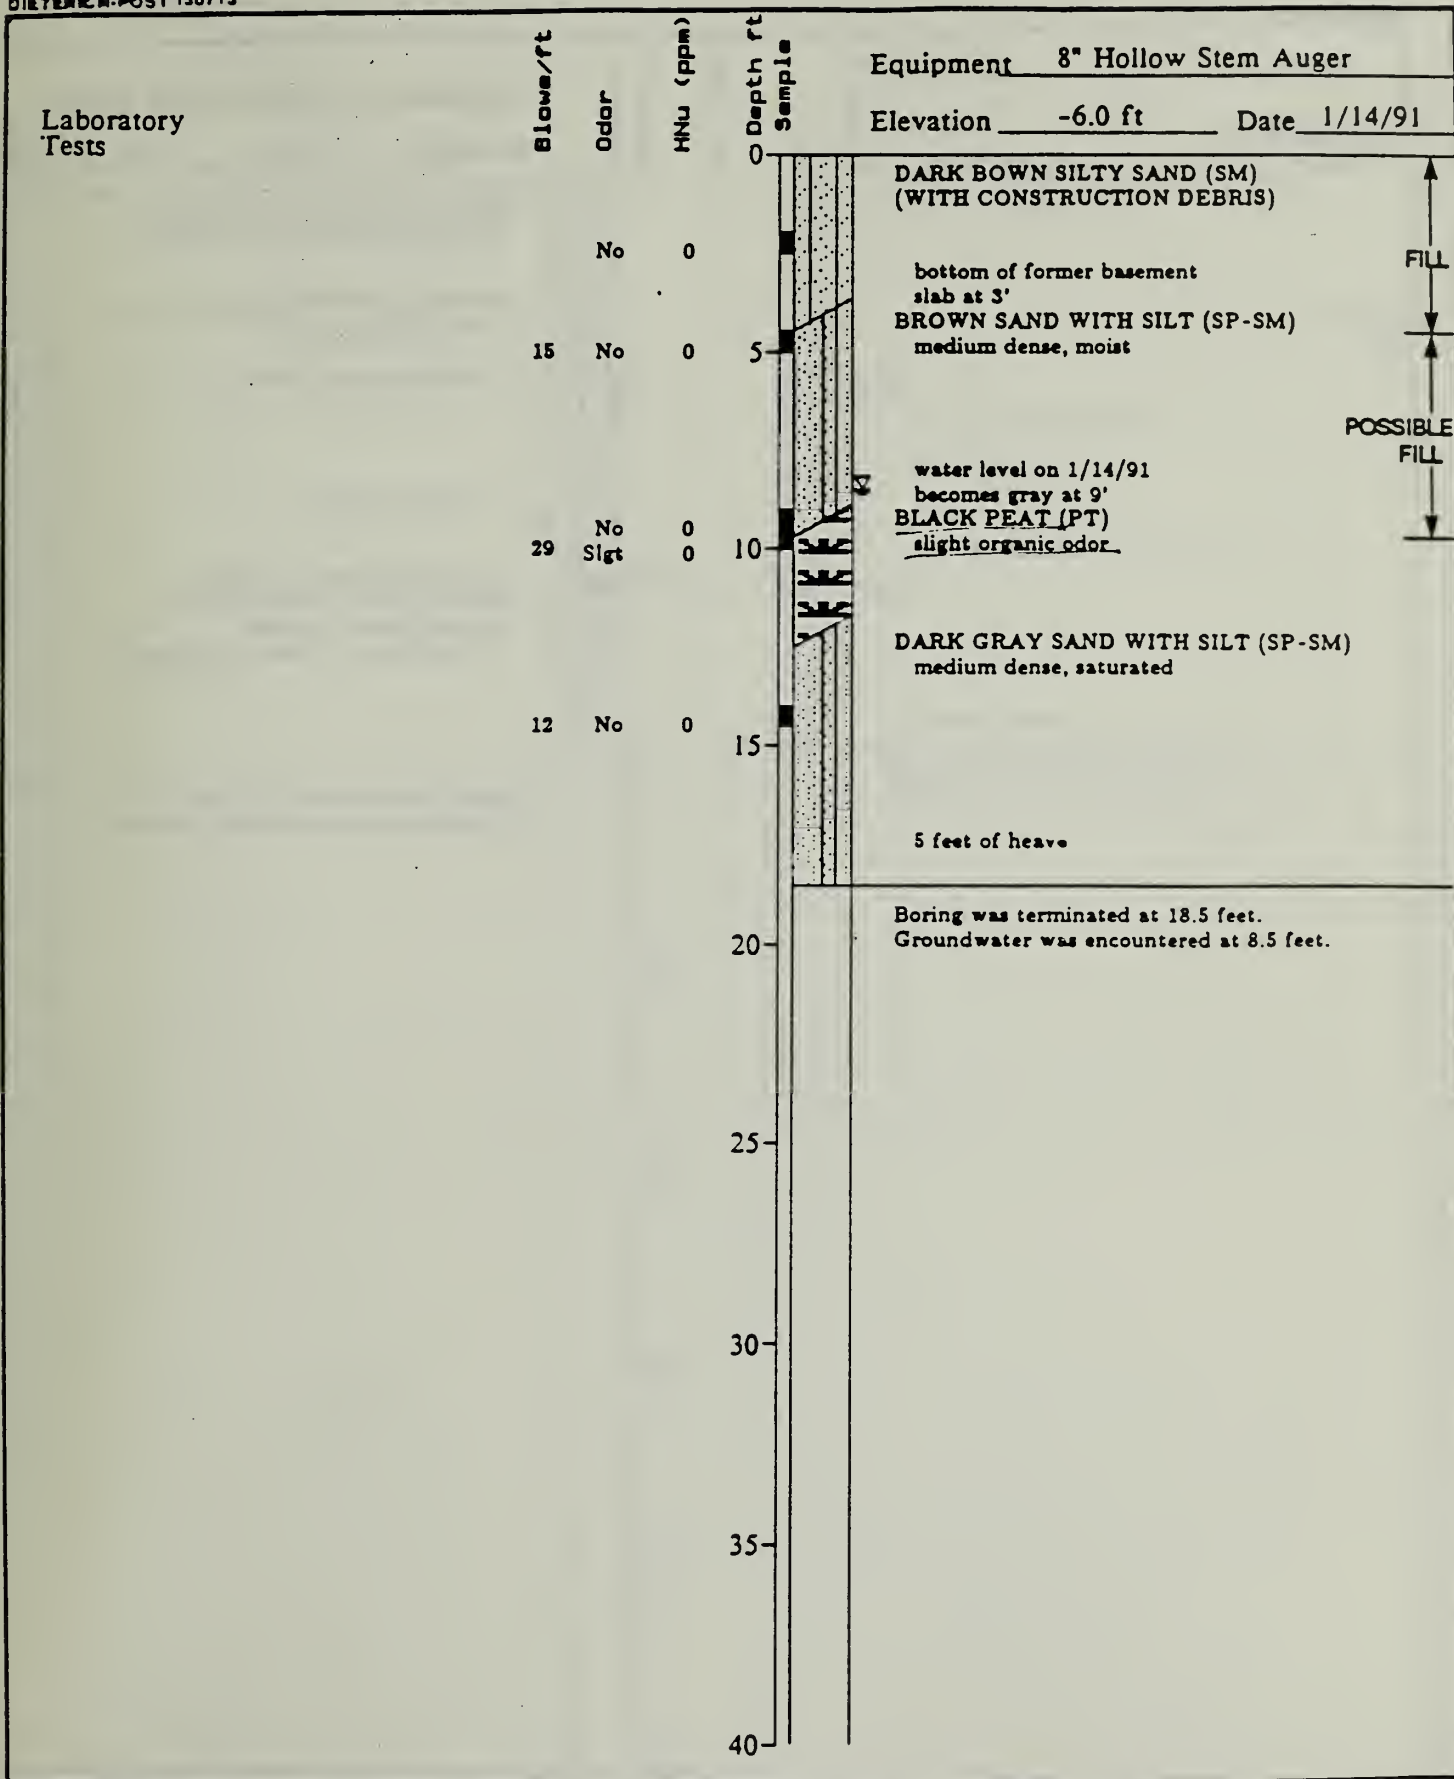 Laboratory
Tests
Blows/ft
Odor
HNu (ppm)
Depth ft
Sample
Equipment 8" Hollow Stem Auger
Elevation -6.0 ft Date 1/14/91
0
DARK BOWN SILTY SAND (SM)
(WITH CONSTRUCTION DEBRIS)
No 0
bottom of former basement
slab at 3'
FILL
BROWN SAND WITH SILT (SP-SM)
15 No 0 5 medium dense, moist
POSSIBLE
FILL
water level on 1/14/91
becomes gray at 9'
BLACK PEAT (PT)
No 0
29 Slgt 0 10 slight organic odor
DARK GRAY SAND WITH SILT (SP-SM)
medium dense, saturated
12 No 0
15
5 feet of heave
Boring was terminated at 18.5 feet.
Groundwater was encountered at 8.5 feet.
20
25
30
35
40